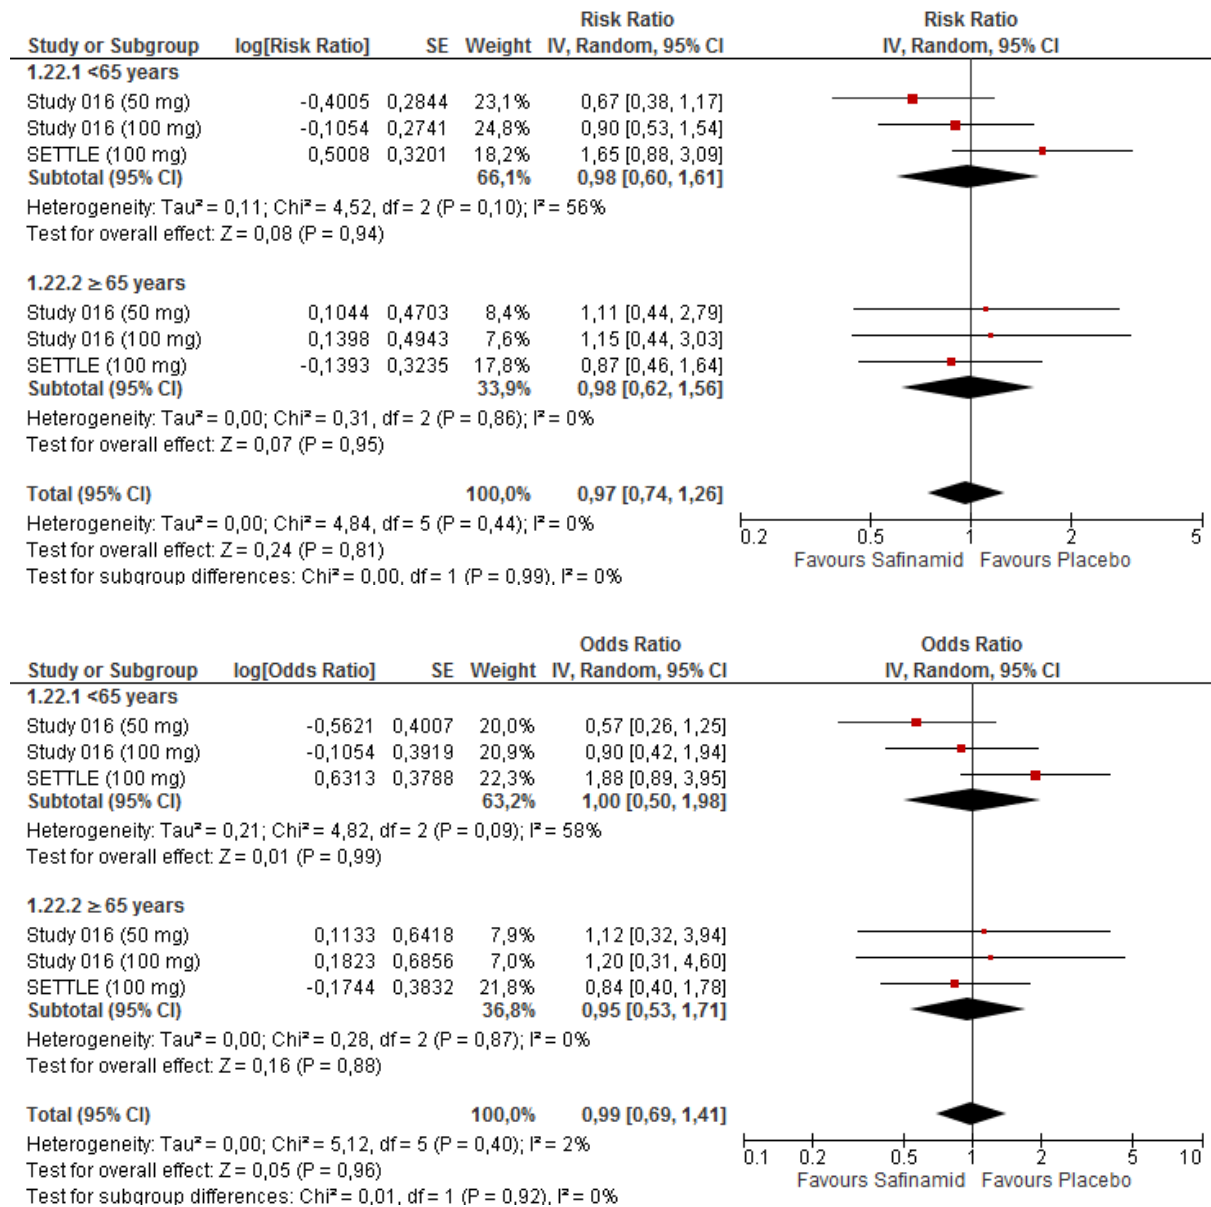 Risk Ratio Risk Ratio
Study or Subgroup log[Risk Ratio] SE Weight IV, Random, 95% CI IV, Random, 95% CI
1.22.1 <65 years
Study 016 (50 mg) -0,4005 0,2844 23,1% 0,67 [0,38, 1,17]
Study 016 (100 mg) -0,1054 0,2741 24,8% 0,90 [0,53, 1,54]
SETTLE (100 mg) 0,5008 0,3201 18,2% 1,65 [0,88, 3,09]
Subtotal (95% CI) 66,1% 0,98 [0,60, 1,61]
Heterogeneity: Tau² = 0,11; Chi² = 4,52, df = 2 (P = 0,10); I² = 56%
Test for overall effect: Z = 0,08 (P = 0,94)
1.22.2 ≥ 65 years
Study 016 (50 mg) 0,1044 0,4703 8,4% 1,11 [0,44, 2,79]
Study 016 (100 mg) 0,1398 0,4943 7,6% 1,15 [0,44, 3,03]
SETTLE (100 mg) -0,1393 0,3235 17,8% 0,87 [0,46, 1,64]
Subtotal (95% CI) 33,9% 0,98 [0,62, 1,56]
Heterogeneity: Tau² = 0,00; Chi² = 0,31, df = 2 (P = 0,86); I² = 0%
Test for overall effect: Z = 0,07 (P = 0,95)
Total (95% CI) 100,0% 0,97 [0,74, 1,26]
Heterogeneity: Tau² = 0,00; Chi² = 4,84, df = 5 (P = 0,44); I² = 0%
Test for overall effect: Z = 0,24 (P = 0,81)
Test for subgroup differences: Chi² = 0,00, df = 1 (P = 0,99), I² = 0%
0.2 0.5 1 2 5
Favours Safinamid Favours Placebo
Odds Ratio Odds Ratio
Study or Subgroup log[Odds Ratio] SE Weight IV, Random, 95% CI IV, Random, 95% CI
1.22.1 <65 years
Study 016 (50 mg) -0,5621 0,4007 20,0% 0,57 [0,26, 1,25]
Study 016 (100 mg) -0,1054 0,3919 20,9% 0,90 [0,42, 1,94]
SETTLE (100 mg) 0,6313 0,3788 22,3% 1,88 [0,89, 3,95]
Subtotal (95% CI) 63,2% 1,00 [0,50, 1,98]
Heterogeneity: Tau² = 0,21; Chi² = 4,82, df = 2 (P = 0,09); I² = 58%
Test for overall effect: Z = 0,01 (P = 0,99)
1.22.2 ≥ 65 years
Study 016 (50 mg) 0,1133 0,6418 7,9% 1,12 [0,32, 3,94]
Study 016 (100 mg) 0,1823 0,6856 7,0% 1,20 [0,31, 4,60]
SETTLE (100 mg) -0,1744 0,3832 21,8% 0,84 [0,40, 1,78]
Subtotal (95% CI) 36,8% 0,95 [0,53, 1,71]
Heterogeneity: Tau² = 0,00; Chi² = 0,28, df = 2 (P = 0,87); I² = 0%
Test for overall effect: Z = 0,16 (P = 0,88)
Total (95% CI) 100,0% 0,99 [0,69, 1,41]
Heterogeneity: Tau² = 0,00; Chi² = 5,12, df = 5 (P = 0,40); I² = 2%
Test for overall effect: Z = 0,05 (P = 0,96)
Test for subgroup differences: Chi² = 0,01, df = 1 (P = 0,92), I² = 0%
0.1 0.2 0.5 1 2 5 10
Favours Safinamid Favours Placebo